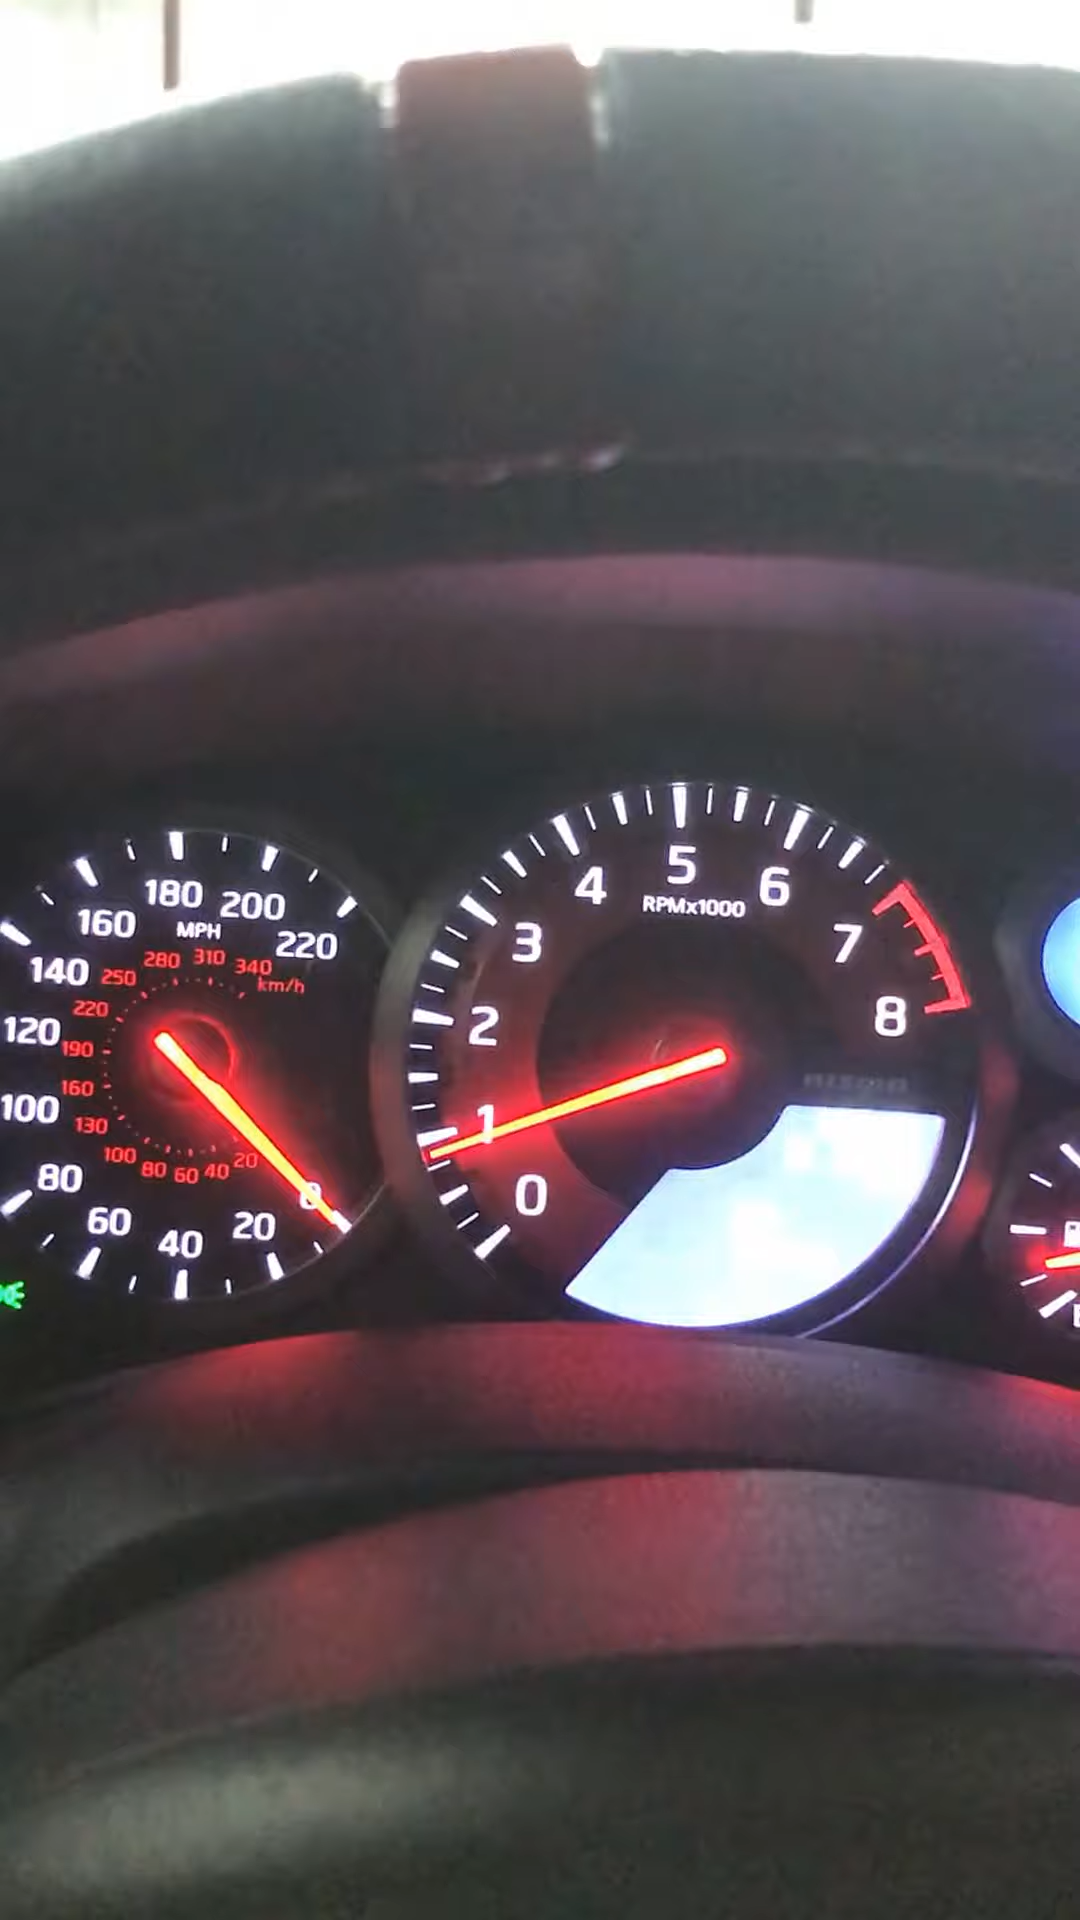 180 200
160 MPH 220
280 310 340
140 250 km/h
220
120 190
160
100 130
100 80 60 40 20
80 0
60 40 20
4 5 6
RPMx1000
3 7
2 8
1
0
nismo